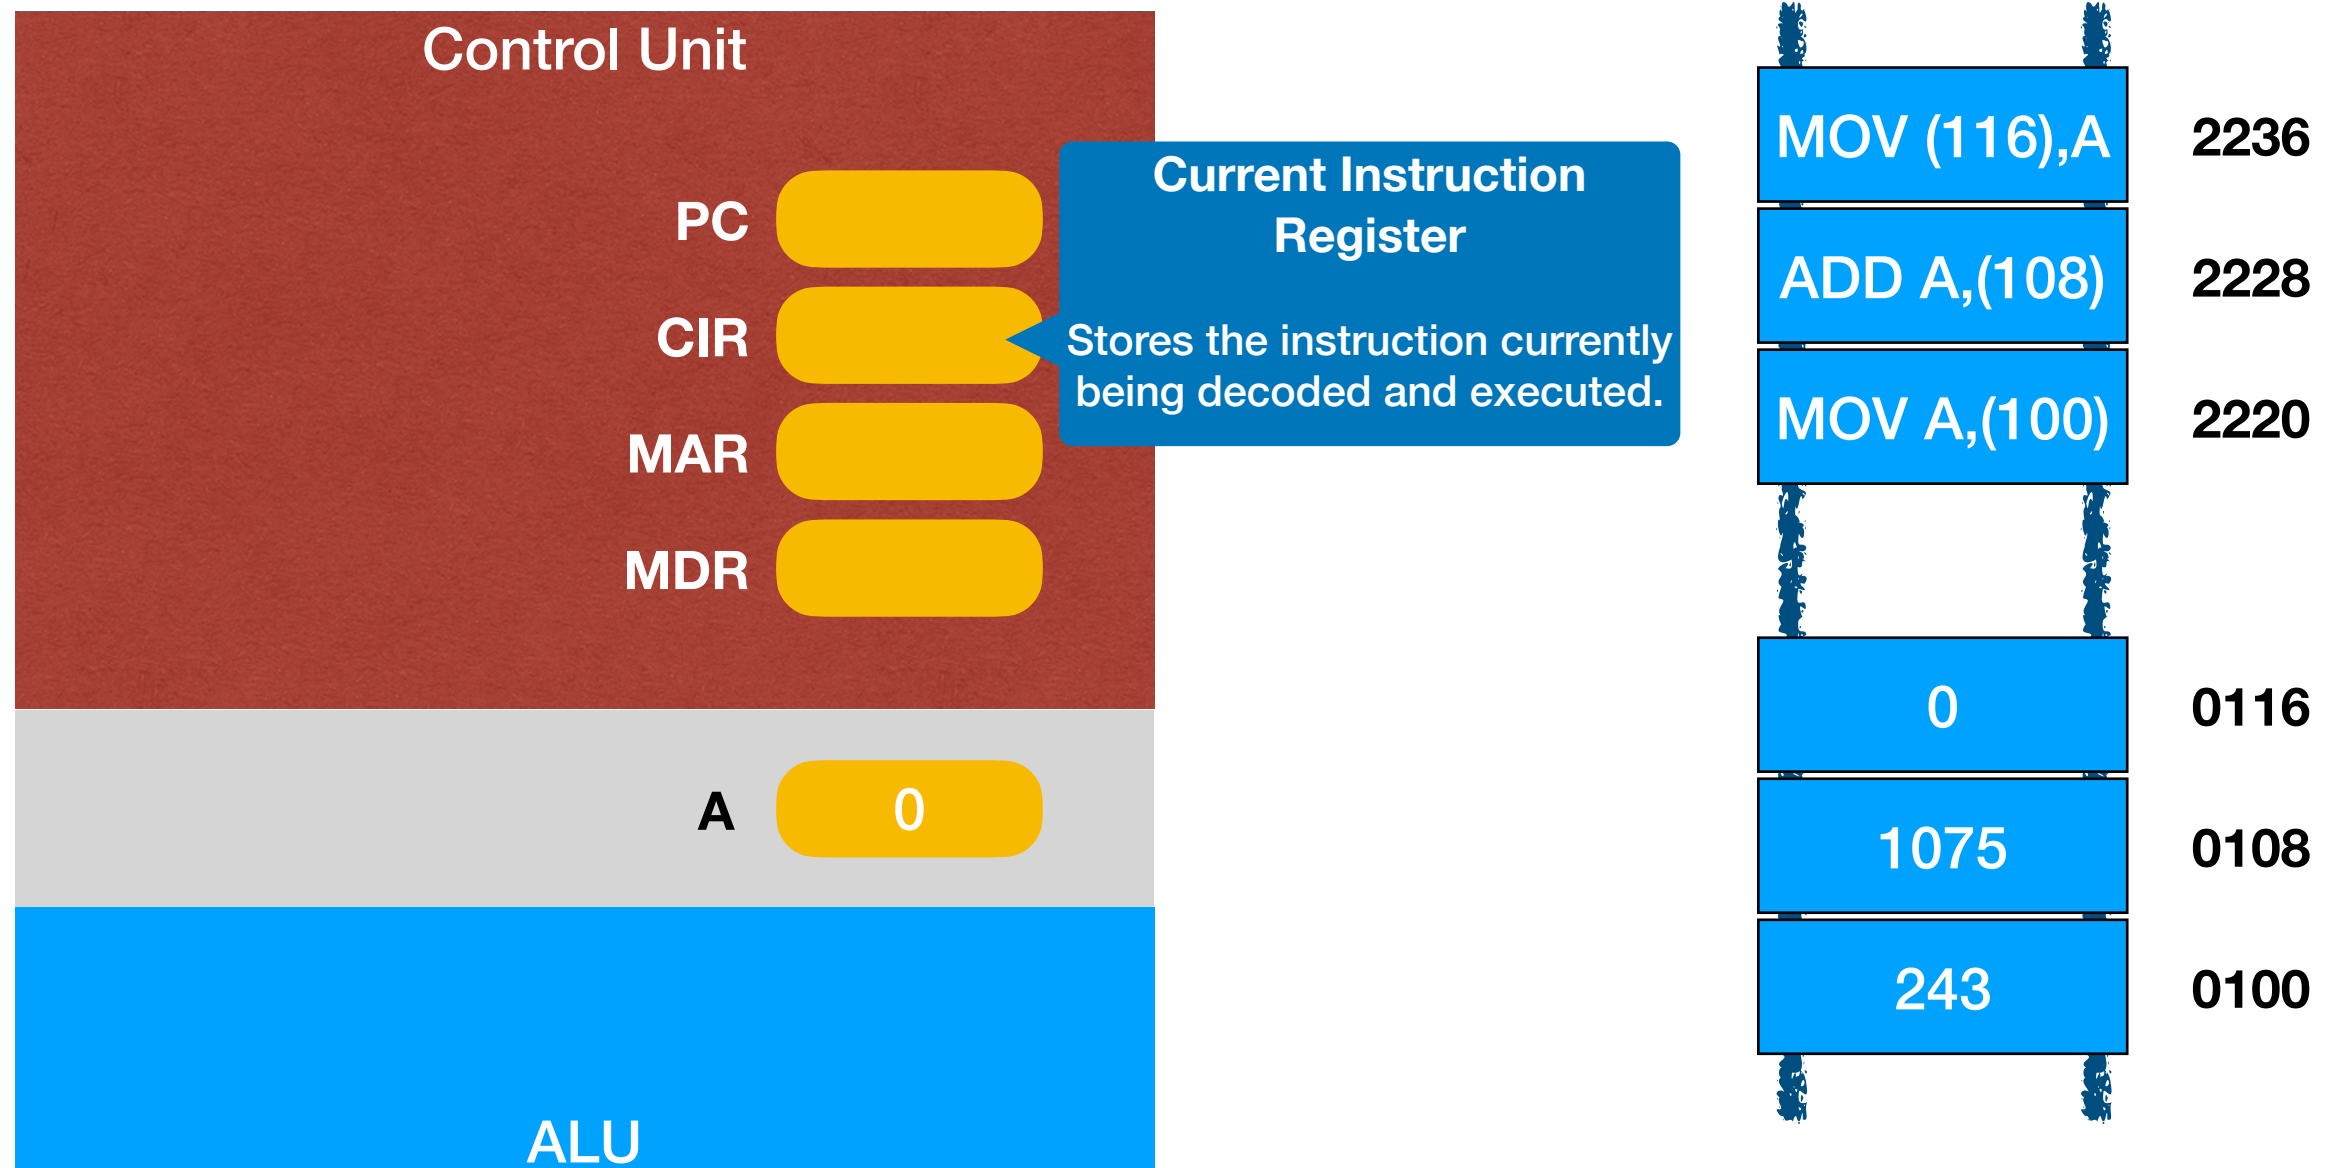 Control Unit
PC
CIR
MAR
MDR
Current Instruction
Register
Stores the instruction currently
being decoded and executed.
A
0
ALU
MOV (116),A
2236
ADD A,(108)
2228
MOV A,(100)
2220
0
0116
1075
0108
243
0100